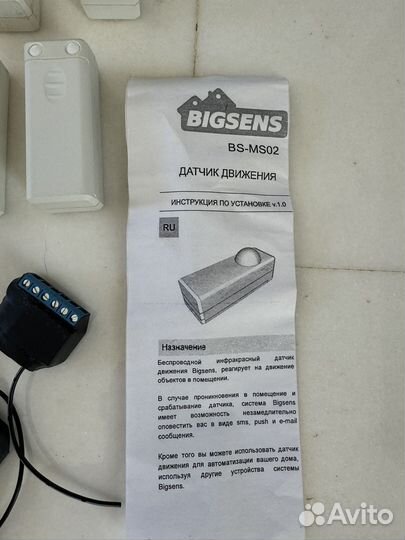 BIGSENS
BS-MS02
ДАТЧИК ДВИЖЕНИЯ
ИНСТРУКЦИЯ ПО УСТАНОВКЕ v.1.0
RU
Назначение
Беспроводной инфракрасный датчик
движения Bigsens, реагирует на движение
объектов в помещении.
В случае проникновения в помещение и
срабатывание датчика, система Bigsens
имеет возможность незамедлительно
оповестить вас в виде sms, push и e-mail
сообщения.
Кроме того вы можете использовать датчик
движения для автоматизации вашего дома,
используя другие устройства системы
Bigsens.
Avito